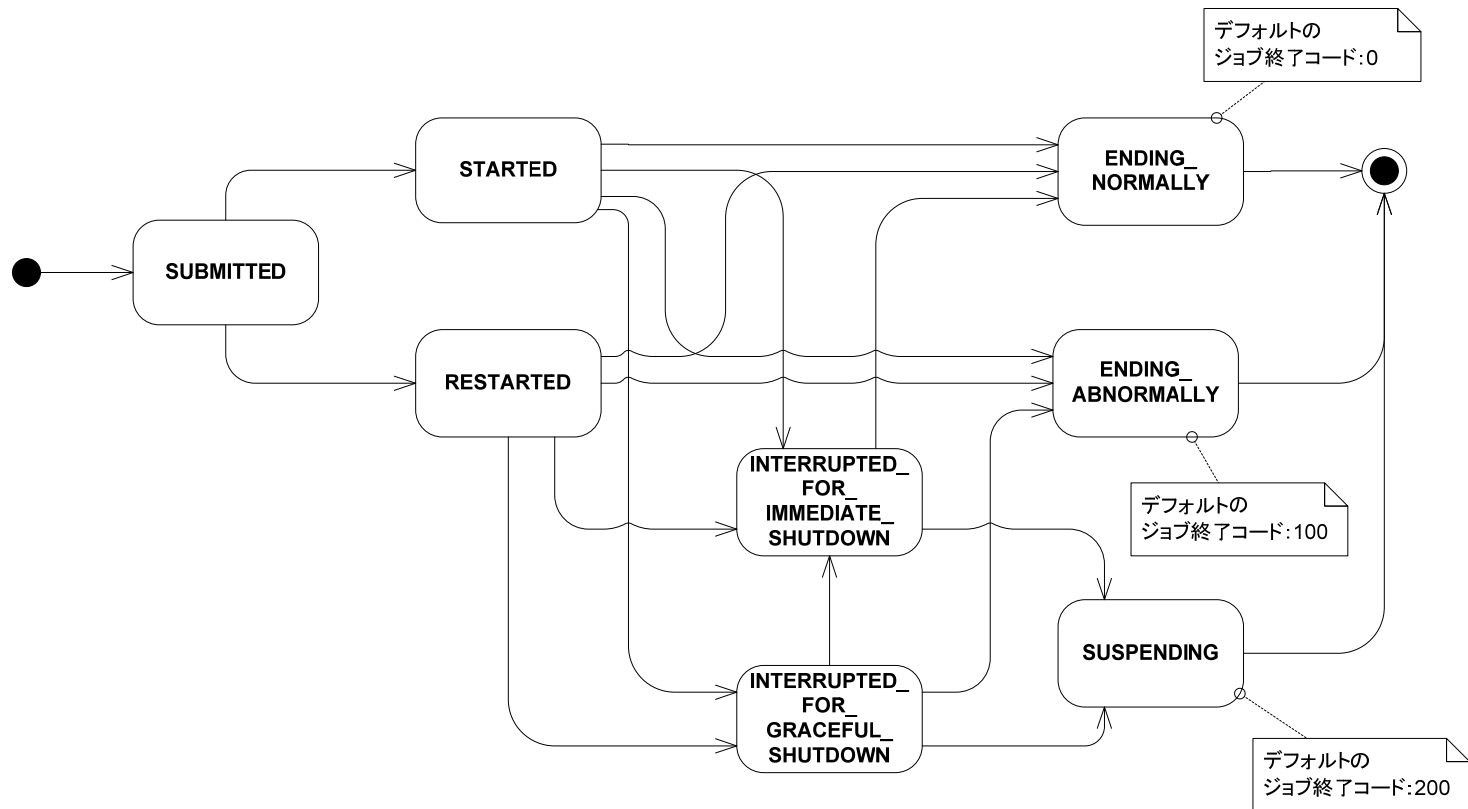 デフォルトの
ジョブ終了コード:0
STARTED
ENDING_
NORMALLY
SUBMITTED
RESTARTED
ENDING_
ABNORMALLY
INTERRUPTED_
FOR_
IMMEDIATE_
SHUTDOWN
デフォルトの
ジョブ終了コード:100
SUSPENDING
INTERRUPTED_
FOR_
GRACEFUL_
SHUTDOWN
デフォルトの
ジョブ終了コード:200